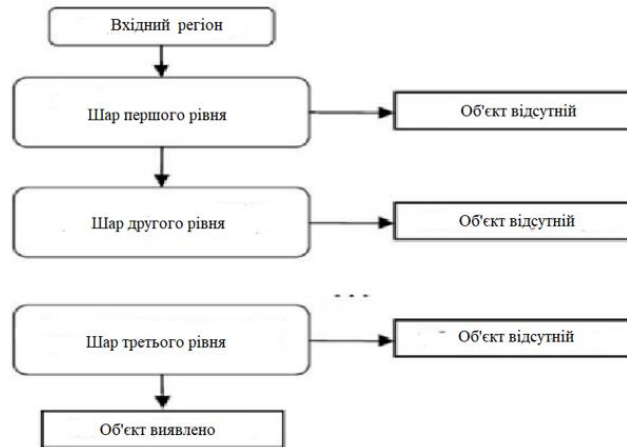 Вхідний регіон
Шар першого рівня
Об'єкт відсутній
Шар другого рівня
Об'єкт відсутній
- - -
Шар третього рівня
Об'єкт відсутній
Об'єкт виявлено